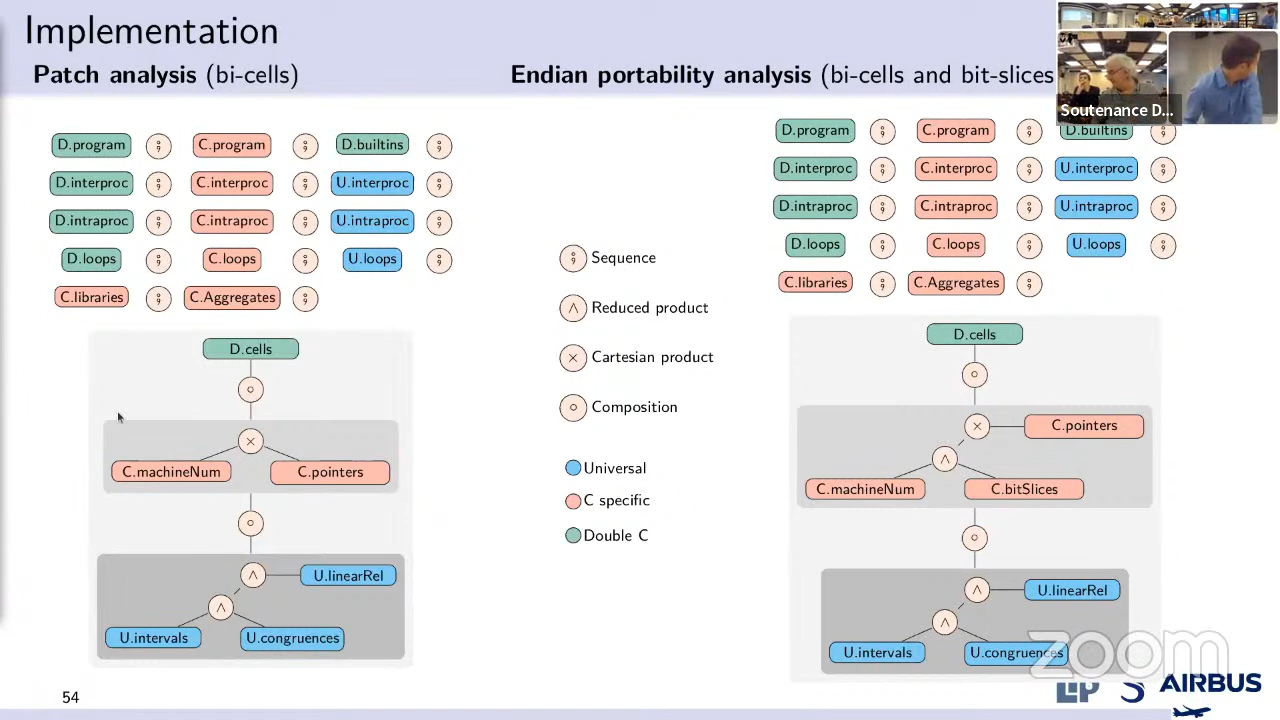 Implementation
Patch analysis (bi-cells)
Endian portability analysis (bi-cells and bit-slices
Soutenance D...
D.program ; C.program ; D.builtins ;
D.interproc ; C.interproc ; U.interproc ;
D.intraproc ; C.intraproc ; U.intraproc ;
D.loops ; C.loops ; U.loops ;
C.libraries ; C.Aggregates ;
D.cells
∘
×
C.machineNum C.pointers
∘
∧ U.linearRel
∧
U.intervals U.congruences
; Sequence
∧ Reduced product
× Cartesian product
∘ Composition
Universal
C specific
Double C
D.program ; C.program ; D.builtins ;
D.interproc ; C.interproc ; U.interproc ;
D.intraproc ; C.intraproc ; U.intraproc ;
D.loops ; C.loops ; U.loops ;
C.libraries ; C.Aggregates ;
D.cells
∘
× C.pointers
∧
C.machineNum C.bitSlices
∘
∧ U.linearRel
∧
U.intervals U.congruences
zoom
54
LIP S AIRBUS